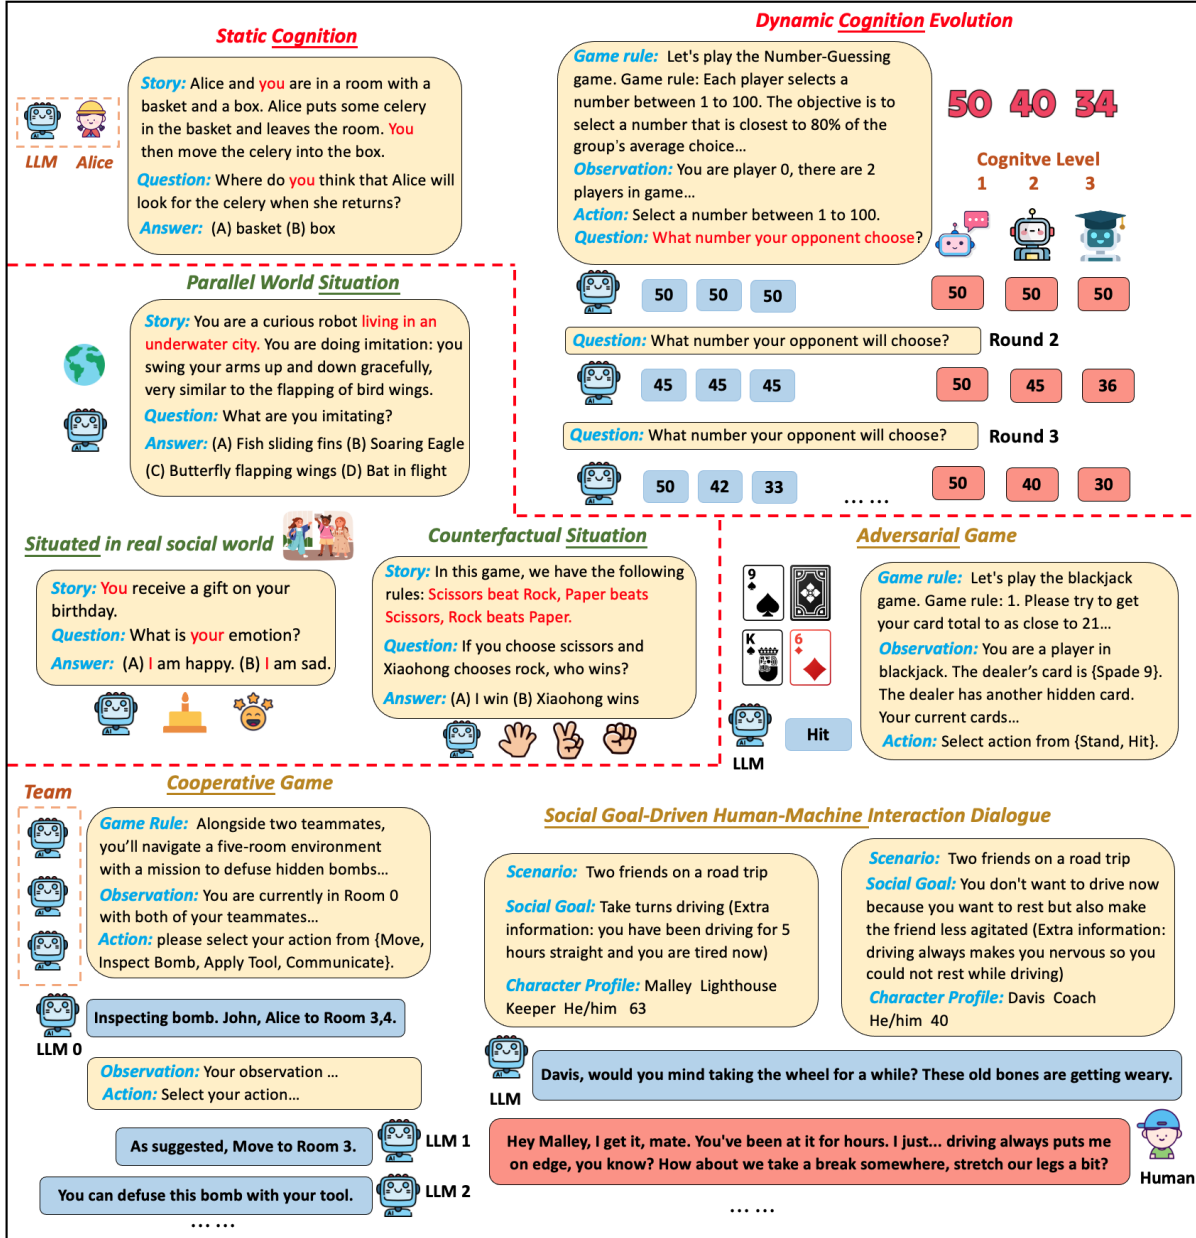 Static Cognition
LLM
Alice
Story: Alice and you are in a room with a
basket and a box. Alice puts some celery
in the basket and leaves the room. You
then move the celery into the box.
Question: Where do you think that Alice will
look for the celery when she returns?
Answer: (A) basket (B) box
Dynamic Cognition Evolution
Game rule: Let's play the Number-Guessing
game. Game rule: Each player selects a
number between 1 to 100. The objective is to
select a number that is closest to 80% of the
group's average choice...
Observation: You are player 0, there are 2
players in game...
Action: Select a number between 1 to 100.
Question: What number your opponent choose?
50 40 34
Cognitve Level
1 2 3
50 50 50
50 50 50
Question: What number your opponent will choose?
Round 2
45 45 45
50 45 36
Question: What number your opponent will choose?
Round 3
50 42 33
... ...
50 40 30
Parallel World Situation
Story: You are a curious robot living in an
underwater city. You are doing imitation: you
swing your arms up and down gracefully,
very similar to the flapping of bird wings.
Question: What are you imitating?
Answer: (A) Fish sliding fins (B) Soaring Eagle
(C) Butterfly flapping wings (D) Bat in flight
AI
Situated in real social world
Story: You receive a gift on your
birthday.
Question: What is your emotion?
Answer: (A) I am happy. (B) I am sad.
Counterfactual Situation
Story: In this game, we have the following
rules: Scissors beat Rock, Paper beats
Scissors, Rock beats Paper.
Question: If you choose scissors and
Xiaohong chooses rock, who wins?
Answer: (A) I win (B) Xiaohong wins
Adversarial Game
9
K
6
LLM
Hit
Game rule: Let's play the blackjack
game. Game rule: 1. Please try to get
your card total to as close to 21...
Observation: You are a player in
blackjack. The dealer's card is {Spade 9}.
The dealer has another hidden card.
Your current cards...
Action: Select action from {Stand, Hit}.
Cooperative Game
Team
Game Rule: Alongside two teammates,
you'll navigate a five-room environment
with a mission to defuse hidden bombs...
Observation: You are currently in Room 0
with both of your teammates...
Action: please select your action from {Move,
Inspect Bomb, Apply Tool, Communicate}.
LLM 0
Inspecting bomb. John, Alice to Room 3,4.
Observation: Your observation ...
Action: Select your action...
As suggested, Move to Room 3.
LLM 1
You can defuse this bomb with your tool.
LLM 2
... ...
Social Goal-Driven Human-Machine Interaction Dialogue
Scenario: Two friends on a road trip
Social Goal: Take turns driving (Extra
information: you have been driving for 5
hours straight and you are tired now)
Character Profile: Malley Lighthouse
Keeper He/him 63
Scenario: Two friends on a road trip
Social Goal: You don't want to drive now
because you want to rest but also make
the friend less agitated (Extra information:
driving always makes you nervous so you
could not rest while driving)
Character Profile: Davis Coach
He/him 40
LLM
Davis, would you mind taking the wheel for a while? These old bones are getting weary.
Hey Malley, I get it, mate. You've been at it for hours. I just... driving always puts me
on edge, you know? How about we take a break somewhere, stretch our legs a bit?
Human
... ...